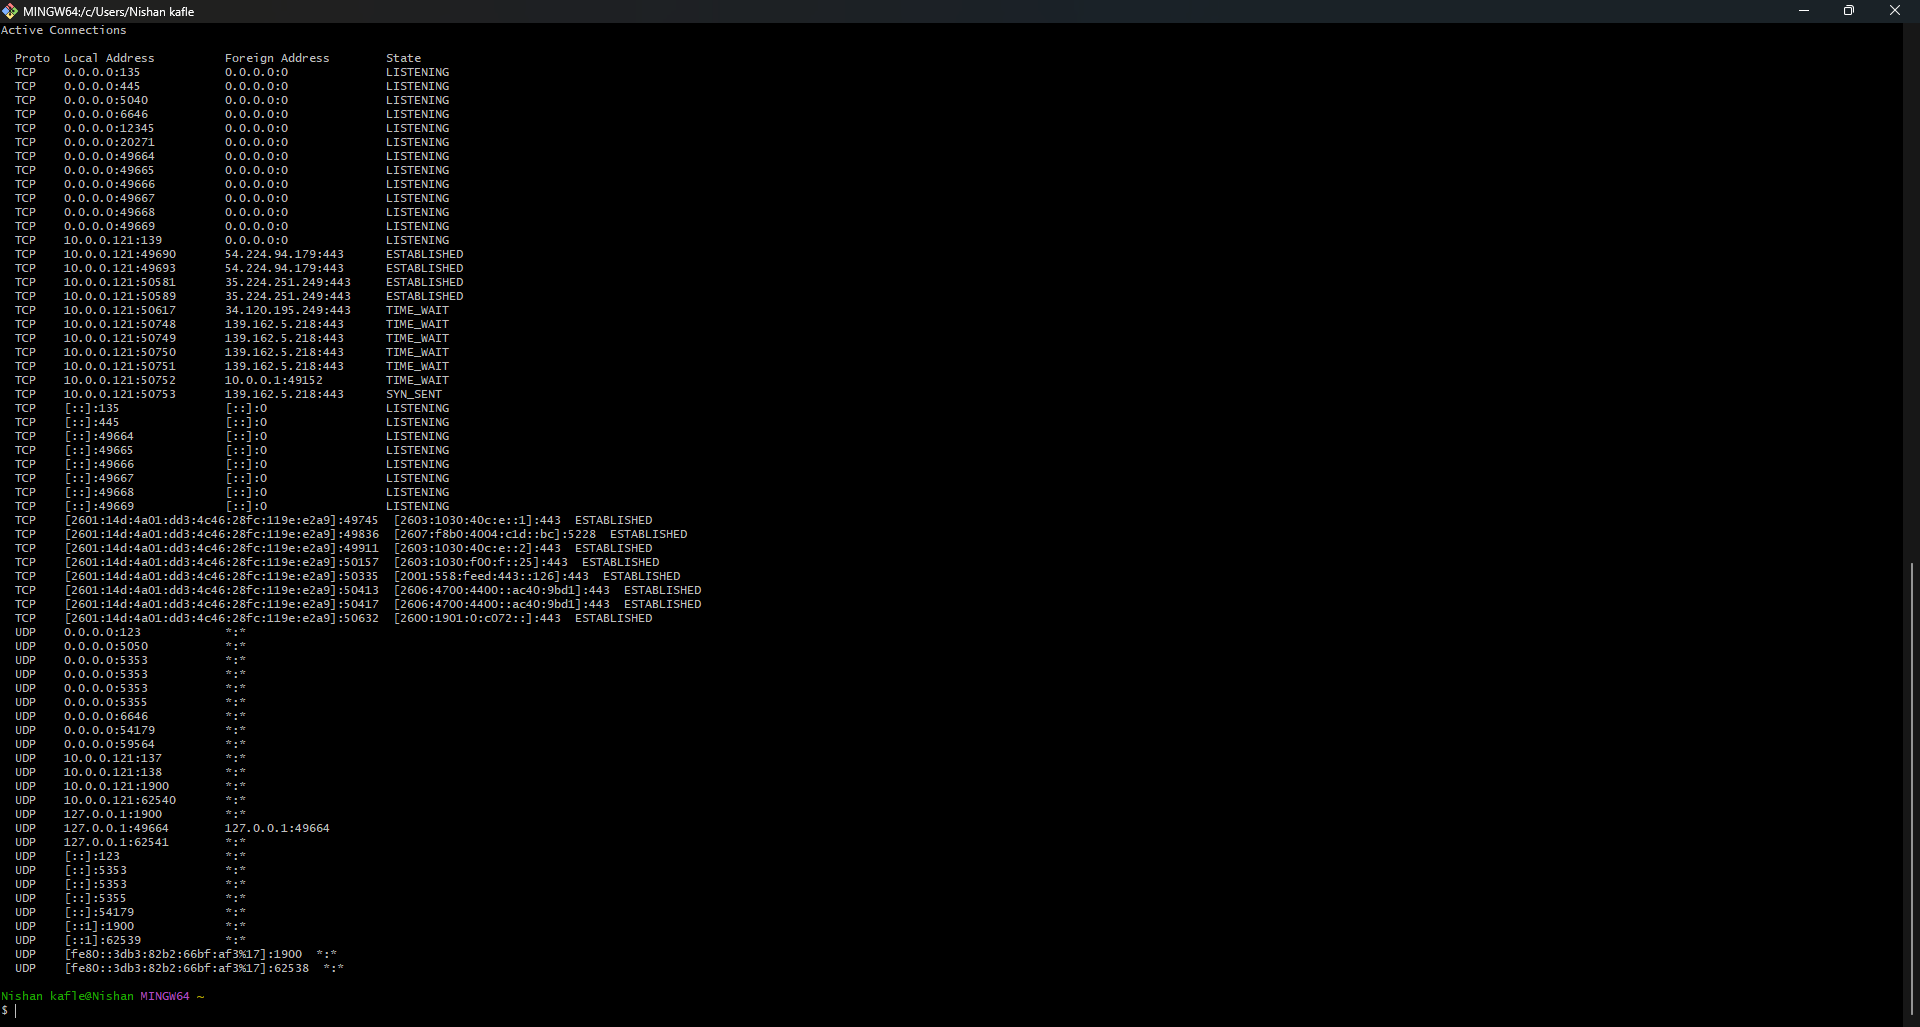 MINGW64:/c/Users/Nishan kafle
Active Connections
Proto  Local Address          Foreign Address        State
TCP    0.0.0.0:135            0.0.0.0:0              LISTENING
TCP    0.0.0.0:445            0.0.0.0:0              LISTENING
TCP    0.0.0.0:5040           0.0.0.0:0              LISTENING
TCP    0.0.0.0:6646           0.0.0.0:0              LISTENING
TCP    0.0.0.0:12345          0.0.0.0:0              LISTENING
TCP    0.0.0.0:20271          0.0.0.0:0              LISTENING
TCP    0.0.0.0:49664          0.0.0.0:0              LISTENING
TCP    0.0.0.0:49665          0.0.0.0:0              LISTENING
TCP    0.0.0.0:49666          0.0.0.0:0              LISTENING
TCP    0.0.0.0:49667          0.0.0.0:0              LISTENING
TCP    0.0.0.0:49668          0.0.0.0:0              LISTENING
TCP    0.0.0.0:49669          0.0.0.0:0              LISTENING
TCP    10.0.0.121:139         0.0.0.0:0              LISTENING
TCP    10.0.0.121:49690       54.224.94.179:443      ESTABLISHED
TCP    10.0.0.121:49693       54.224.94.179:443      ESTABLISHED
TCP    10.0.0.121:50581       35.224.251.249:443     ESTABLISHED
TCP    10.0.0.121:50589       35.224.251.249:443     ESTABLISHED
TCP    10.0.0.121:50617       34.120.195.249:443     TIME_WAIT
TCP    10.0.0.121:50748       139.162.5.218:443      TIME_WAIT
TCP    10.0.0.121:50749       139.162.5.218:443      TIME_WAIT
TCP    10.0.0.121:50750       139.162.5.218:443      TIME_WAIT
TCP    10.0.0.121:50751       139.162.5.218:443      TIME_WAIT
TCP    10.0.0.121:50752       10.0.0.1:49152         TIME_WAIT
TCP    10.0.0.121:50753       139.162.5.218:443      SYN_SENT
TCP    [::]:135               [::]:0                 LISTENING
TCP    [::]:445               [::]:0                 LISTENING
TCP    [::]:49664             [::]:0                 LISTENING
TCP    [::]:49665             [::]:0                 LISTENING
TCP    [::]:49666             [::]:0                 LISTENING
TCP    [::]:49667             [::]:0                 LISTENING
TCP    [::]:49668             [::]:0                 LISTENING
TCP    [::]:49669             [::]:0                 LISTENING
TCP    [2601:14d:4a01:dd3:4c46:28fc:119e:e2a9]:49745  [2603:1030:40c:e::1]:443  ESTABLISHED
TCP    [2601:14d:4a01:dd3:4c46:28fc:119e:e2a9]:49836  [2607:f8b0:4004:c1d::bc]:5228  ESTABLISHED
TCP    [2601:14d:4a01:dd3:4c46:28fc:119e:e2a9]:49911  [2603:1030:40c:e::2]:443  ESTABLISHED
TCP    [2601:14d:4a01:dd3:4c46:28fc:119e:e2a9]:50157  [2603:1030:f00:f::25]:443  ESTABLISHED
TCP    [2601:14d:4a01:dd3:4c46:28fc:119e:e2a9]:50335  [2001:558:feed:443::126]:443  ESTABLISHED
TCP    [2601:14d:4a01:dd3:4c46:28fc:119e:e2a9]:50413  [2606:4700:4400::ac40:9bd1]:443  ESTABLISHED
TCP    [2601:14d:4a01:dd3:4c46:28fc:119e:e2a9]:50417  [2606:4700:4400::ac40:9bd1]:443  ESTABLISHED
TCP    [2601:14d:4a01:dd3:4c46:28fc:119e:e2a9]:50632  [2600:1901:0:c072::]:443  ESTABLISHED
UDP    0.0.0.0:123            *:*
UDP    0.0.0.0:5050           *:*
UDP    0.0.0.0:5353           *:*
UDP    0.0.0.0:5353           *:*
UDP    0.0.0.0:5353           *:*
UDP    0.0.0.0:5355           *:*
UDP    0.0.0.0:6646           *:*
UDP    0.0.0.0:54179          *:*
UDP    0.0.0.0:59564          *:*
UDP    10.0.0.121:137         *:*
UDP    10.0.0.121:138         *:*
UDP    10.0.0.121:1900        *:*
UDP    10.0.0.121:62540       *:*
UDP    127.0.0.1:1900         *:*
UDP    127.0.0.1:49664        127.0.0.1:49664
UDP    127.0.0.1:62541        *:*
UDP    [::]:123               *:*
UDP    [::]:5353              *:*
UDP    [::]:5353              *:*
UDP    [::]:5355              *:*
UDP    [::]:54179             *:*
UDP    [::1]:1900             *:*
UDP    [::1]:62539            *:*
UDP    [fe80::3db3:82b2:66bf:af3%17]:1900  *:*
UDP    [fe80::3db3:82b2:66bf:af3%17]:62538  *:*
Nishan kafle@Nishan MINGW64 ~
$